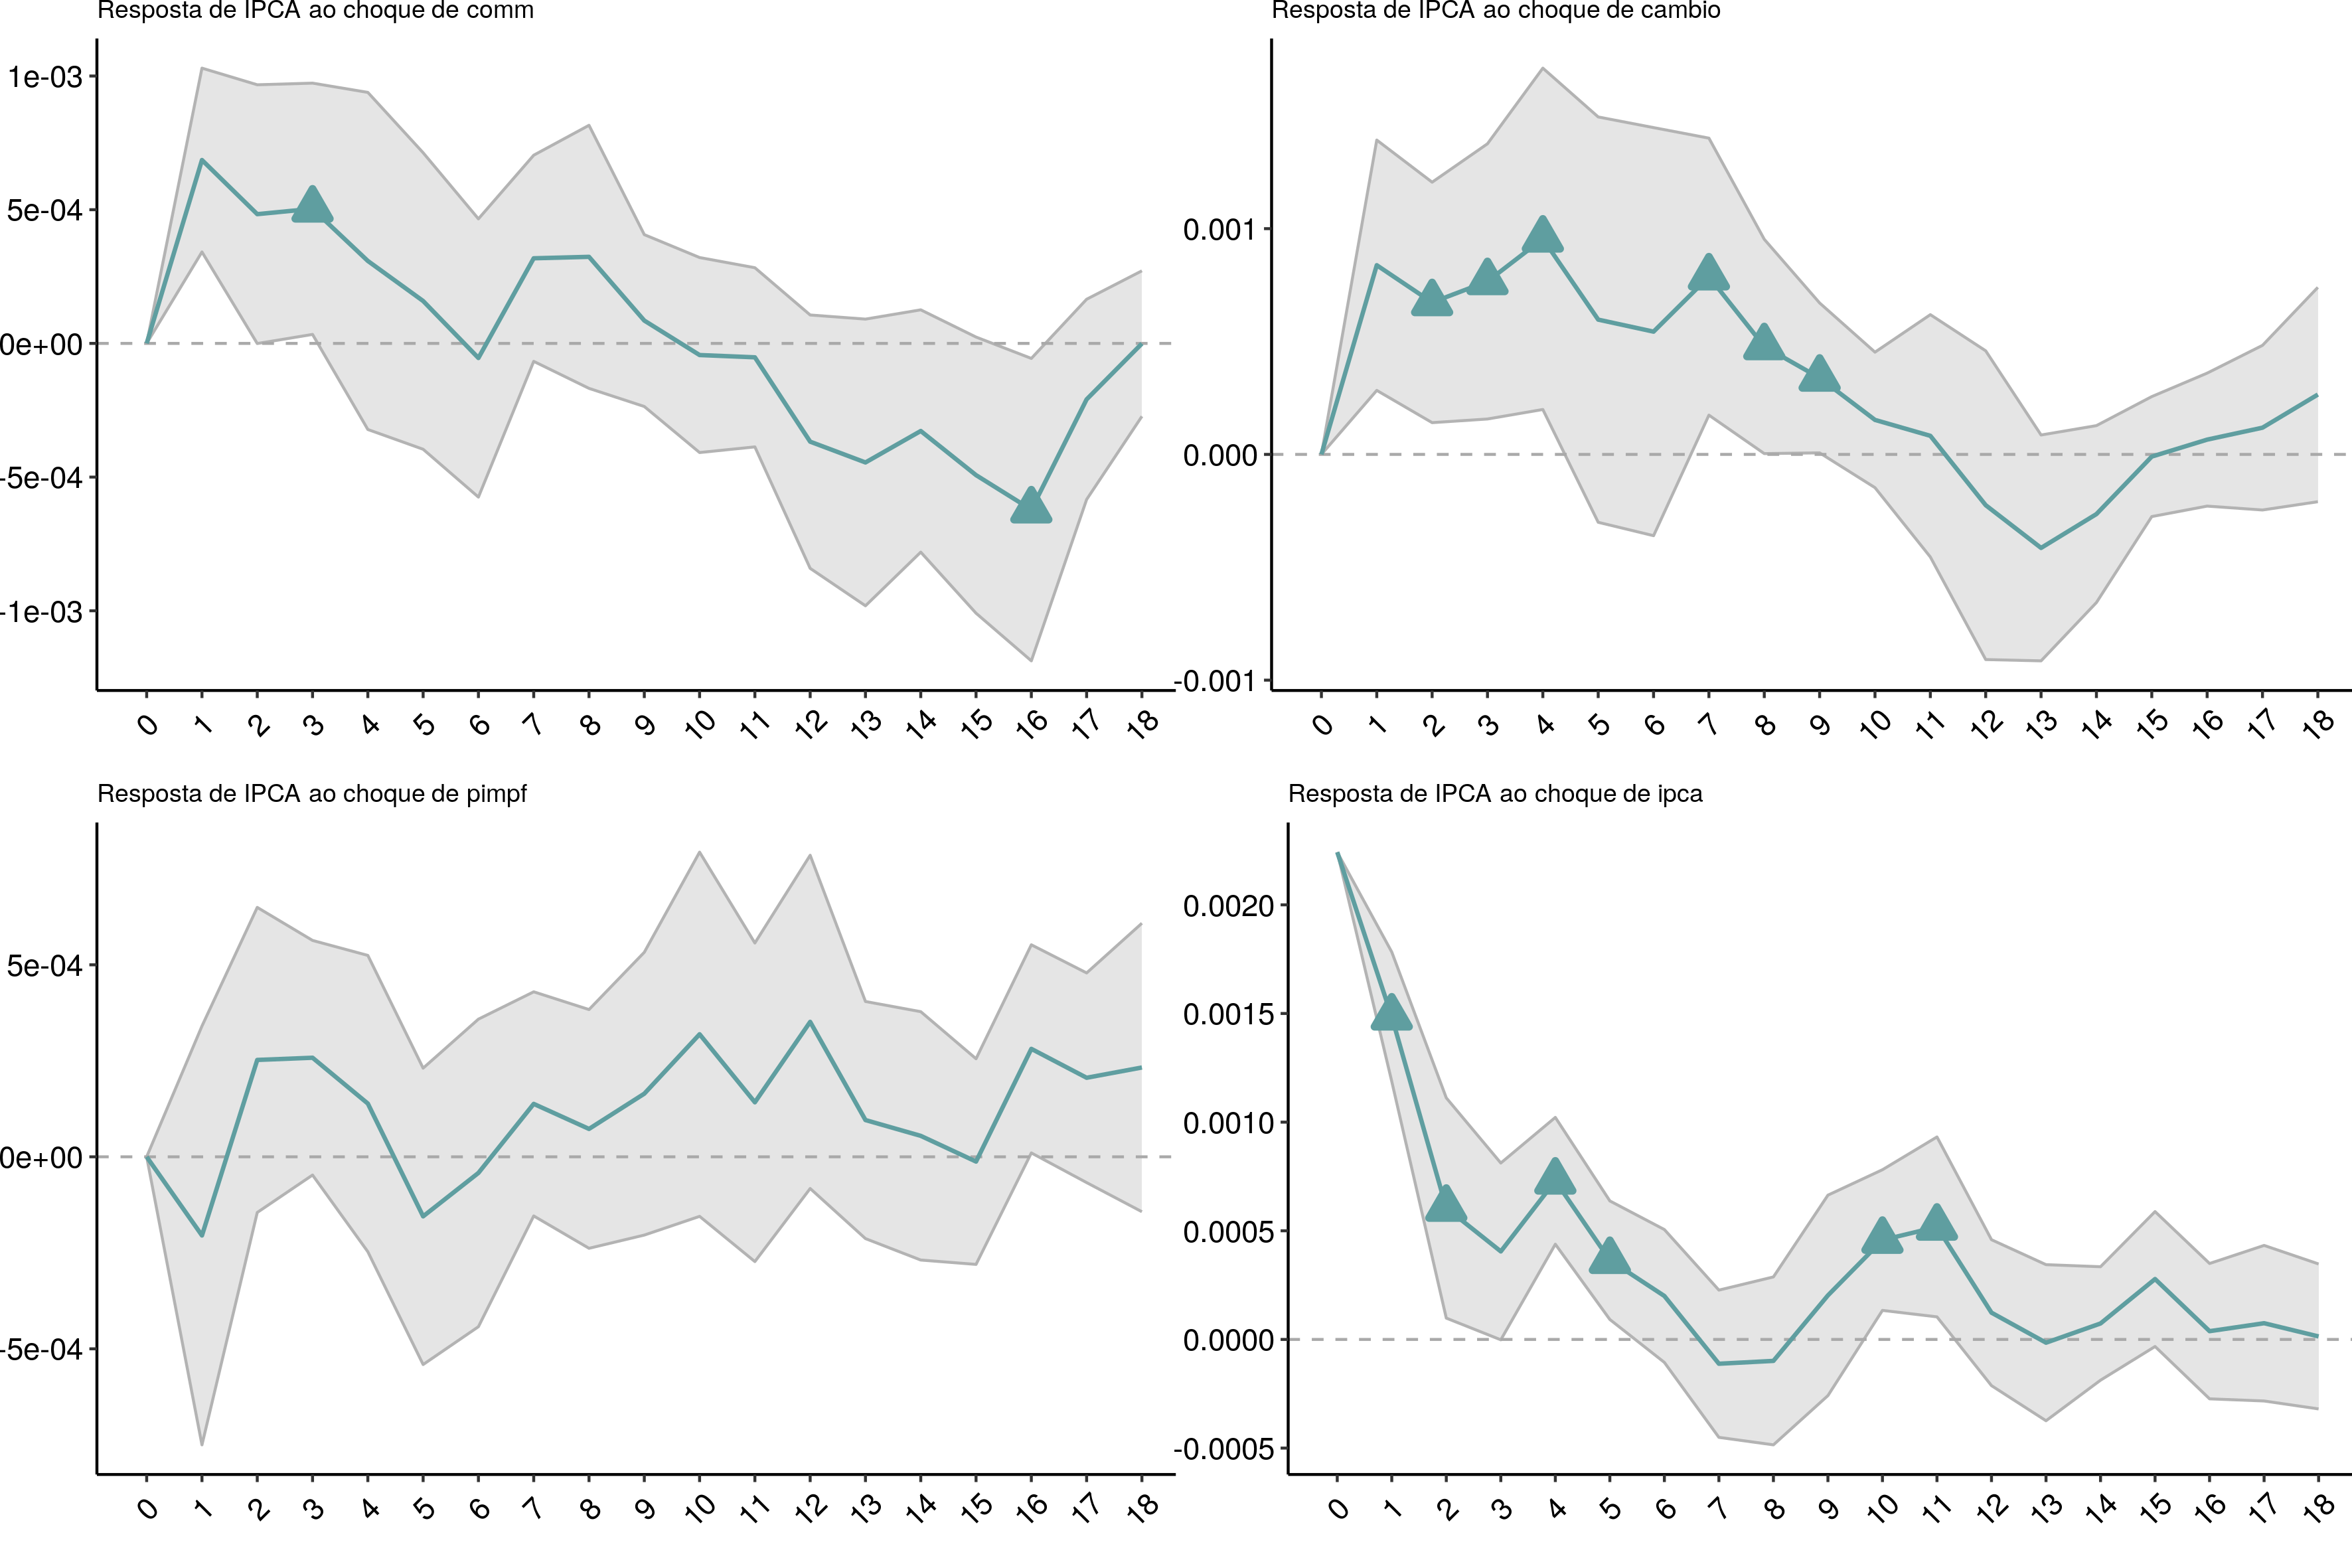 Resposta de IPCA ao choque de comm
1e-03
5e-04
0e+00
-5e-04
-1e-03
0 1 2 3 4 5 6 7 8 9 10 11 12 13 14 15 16 17 18
Resposta de IPCA ao choque de cambio
0.001
0.000
-0.001
0 1 2 3 4 5 6 7 8 9 10 11 12 13 14 15 16 17 18
Resposta de IPCA ao choque de pimpf
5e-04
0e+00
-5e-04
0 1 2 3 4 5 6 7 8 9 10 11 12 13 14 15 16 17 18
Resposta de IPCA ao choque de ipca
0.0020
0.0015
0.0010
0.0005
0.0000
-0.0005
0 1 2 3 4 5 6 7 8 9 10 11 12 13 14 15 16 17 18